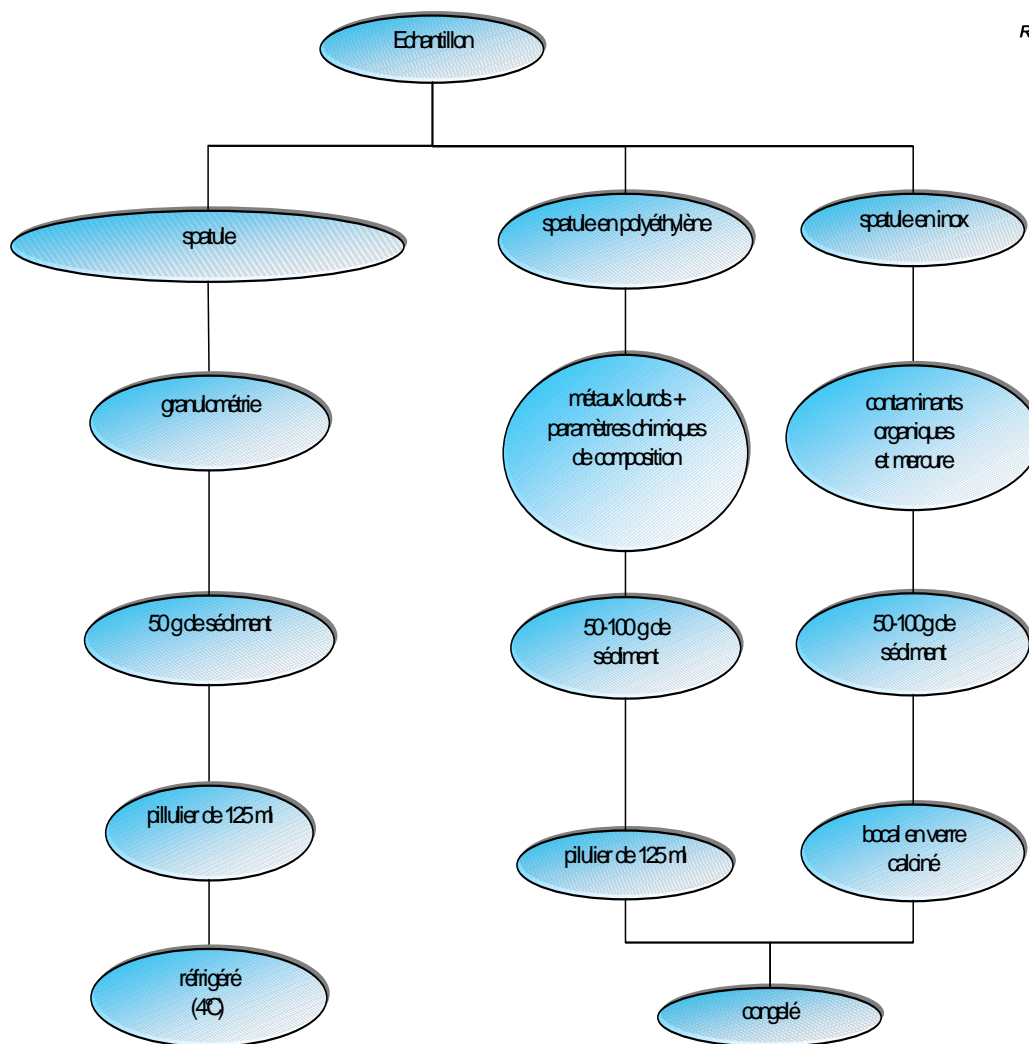 Echantillon
R
spatule
spatule en polyéthylène
spatule en inox
granulométrie
métaux lourds +
paramètres chimiques
de composition
contaminants
organiques
et mercure
50 g de sédiment
50-100 g de
sédiment
50-100g de
sédiment
pillulier de 125 ml
pilulier de 125 ml
bocal en verre
calciné
réfrigéré
(4°C)
congelé